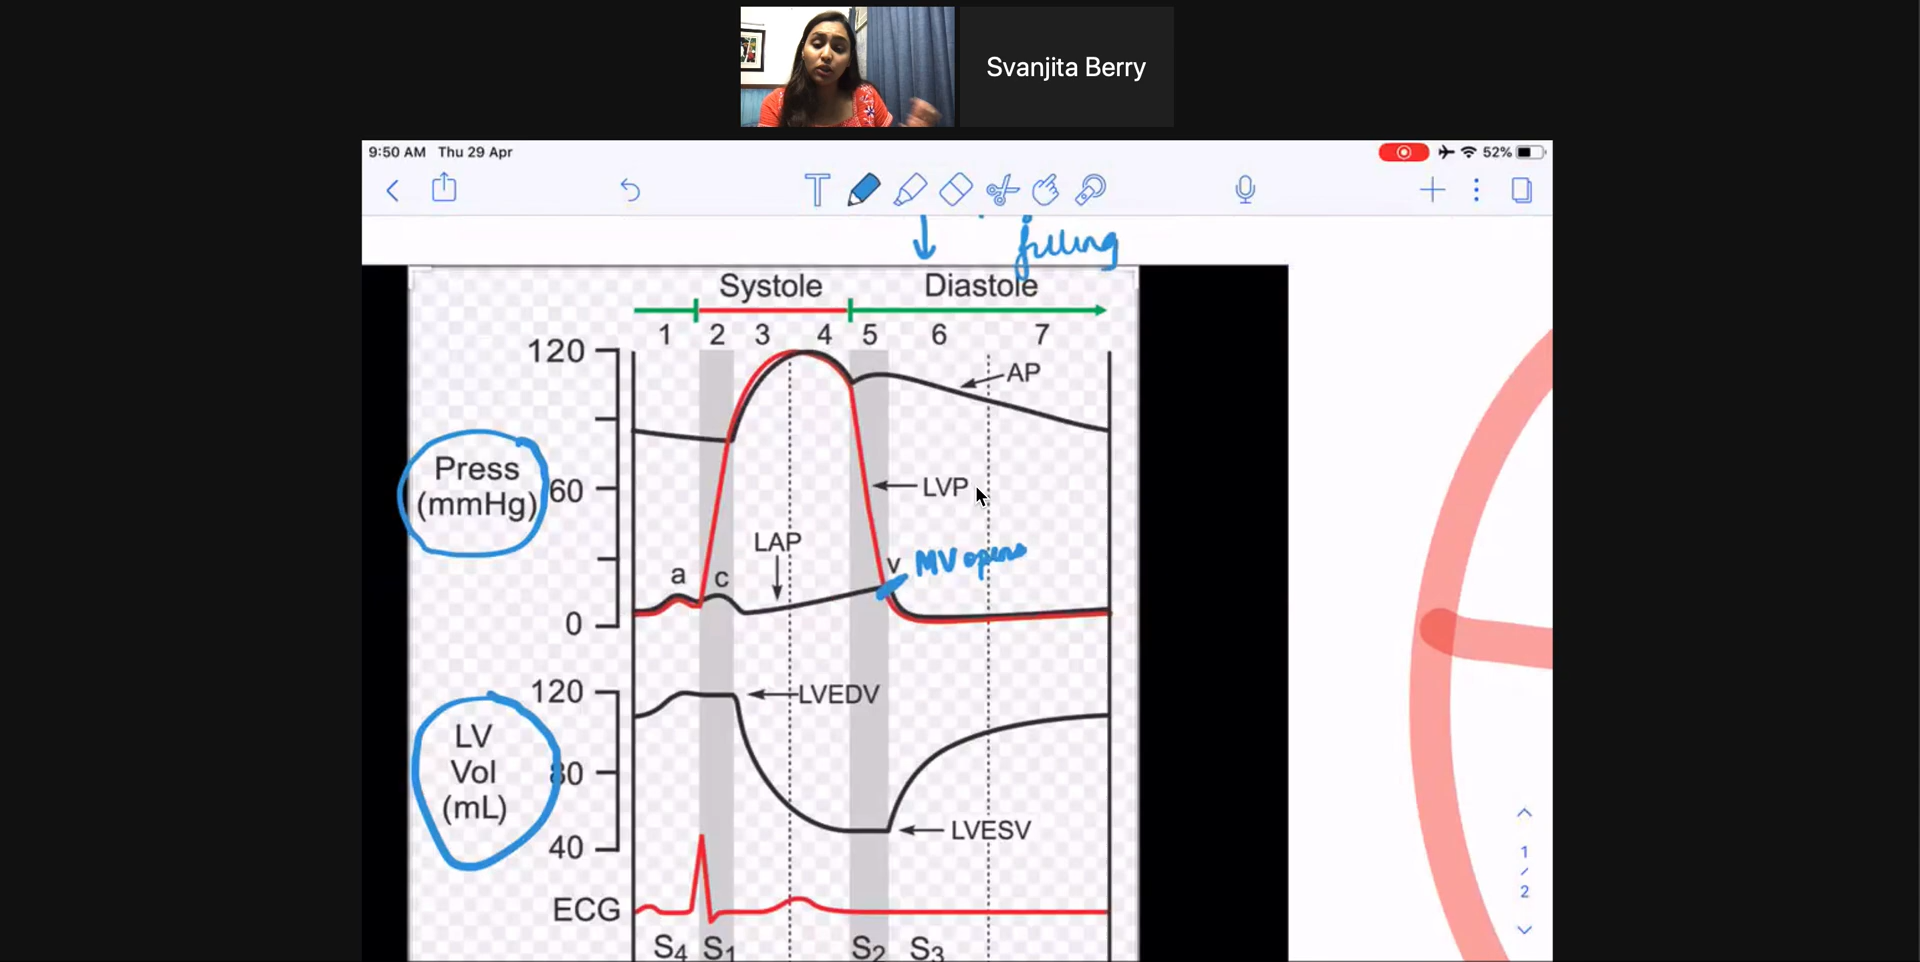 Svanjita Berry
9:50 AM Thu 29 Apr
52%
filling
Systole Diastole
1 2 3 4 5 6 7
120
AP
Press
(mmHg)
60
LVP
LAP
v MV opens
a c
0
120
LVEDV
LV
Vol
(mL)
80
LVESV
40
1
/
2
ECG
S4 S1 S2 S3